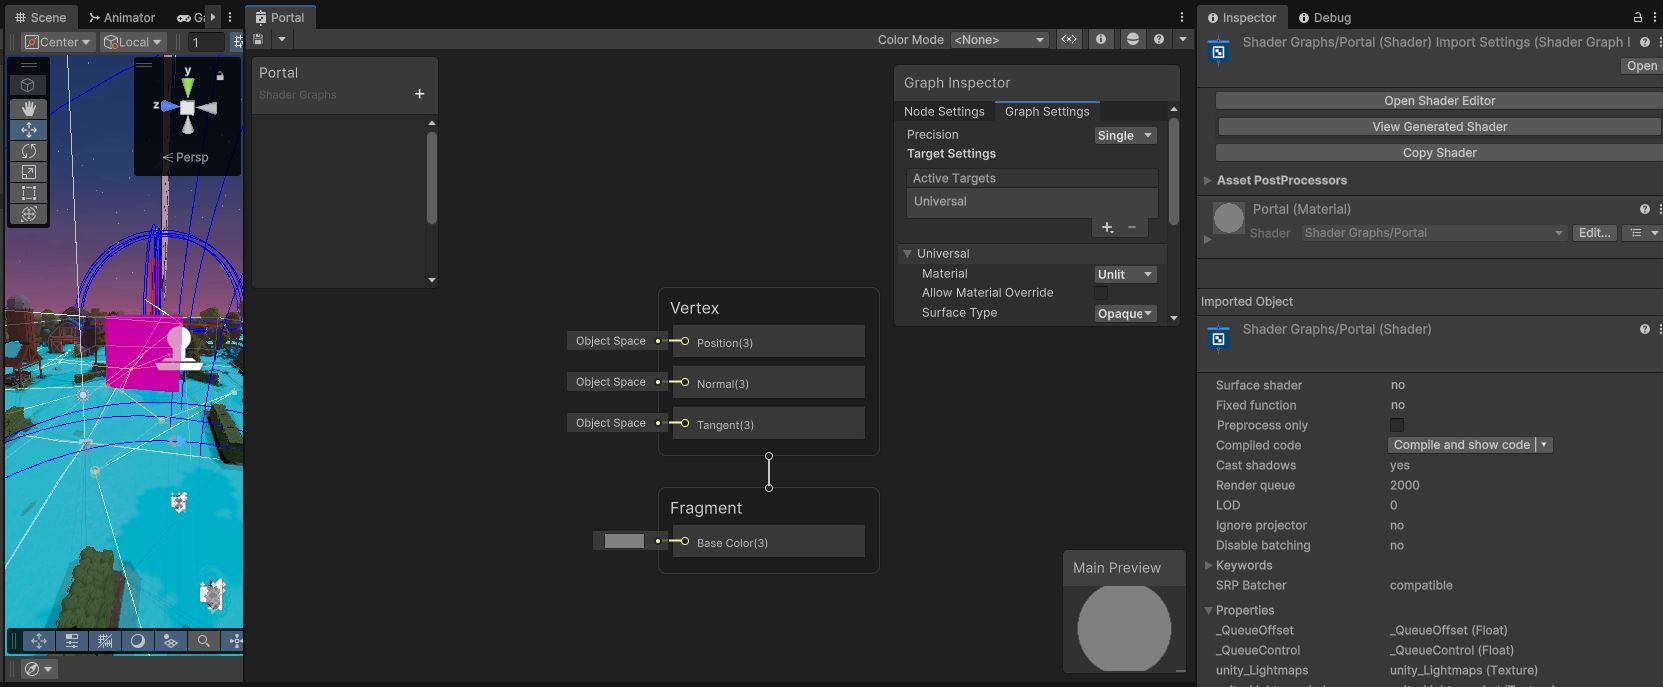 Scene
Animator
Ga
Portal
Inspector
Debug
Center
Local
1
Color Mode
<None>
y
z
Persp
Portal
Shader Graphs
Graph Inspector
Node Settings
Graph Settings
Precision
Single
Target Settings
Active Targets
Universal
Universal
Material
Unlit
Allow Material Override
Surface Type
Opaque
Vertex
Object Space
Position(3)
Object Space
Normal(3)
Object Space
Tangent(3)
Fragment
Base Color(3)
Main Preview
Shader Graphs/Portal (Shader) Import Settings (Shader Graph I
Open
Open Shader Editor
View Generated Shader
Copy Shader
Asset PostProcessors
Portal (Material)
Shader
Shader Graphs/Portal
Edit...
Imported Object
Shader Graphs/Portal (Shader)
Surface shader
no
Fixed function
no
Preprocess only
Compiled code
Compile and show code
Cast shadows
yes
Render queue
2000
LOD
0
Ignore projector
no
Disable batching
no
Keywords
SRP Batcher
compatible
Properties
_QueueOffset
_QueueOffset (Float)
_QueueControl
_QueueControl (Float)
unity_Lightmaps
unity_Lightmaps (Texture)